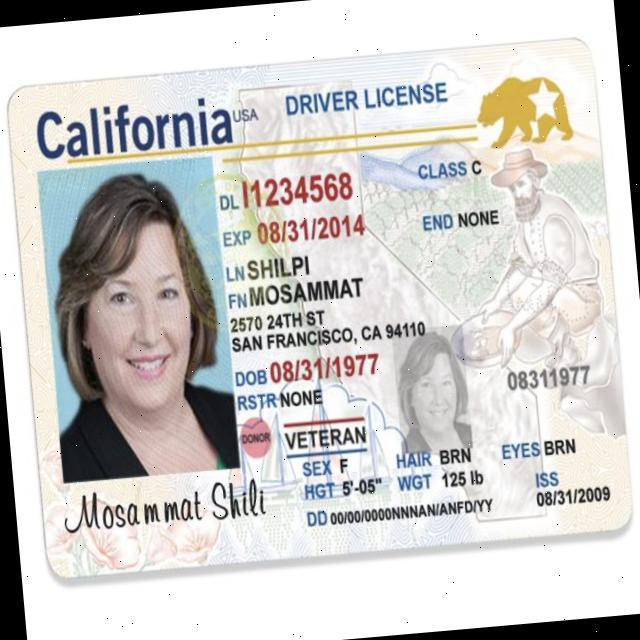 California USA DRIVER LICENSE
CLASS C
DL I1234568
EXP 08/31/2014
END NONE
LN SHILPI
FN MOSAMMAT
2570 24TH ST
SAN FRANCISCO, CA 94110
DOB 08/31/1977
RSTR NONE
08311977
DONOR
VETERAN
SEX F
HAIR BRN
EYES BRN
HGT 5'-05"
WGT 125 lb
ISS
08/31/2009
DD 00/00/0000NNNAN/ANFD/YY
Mosammat Shili